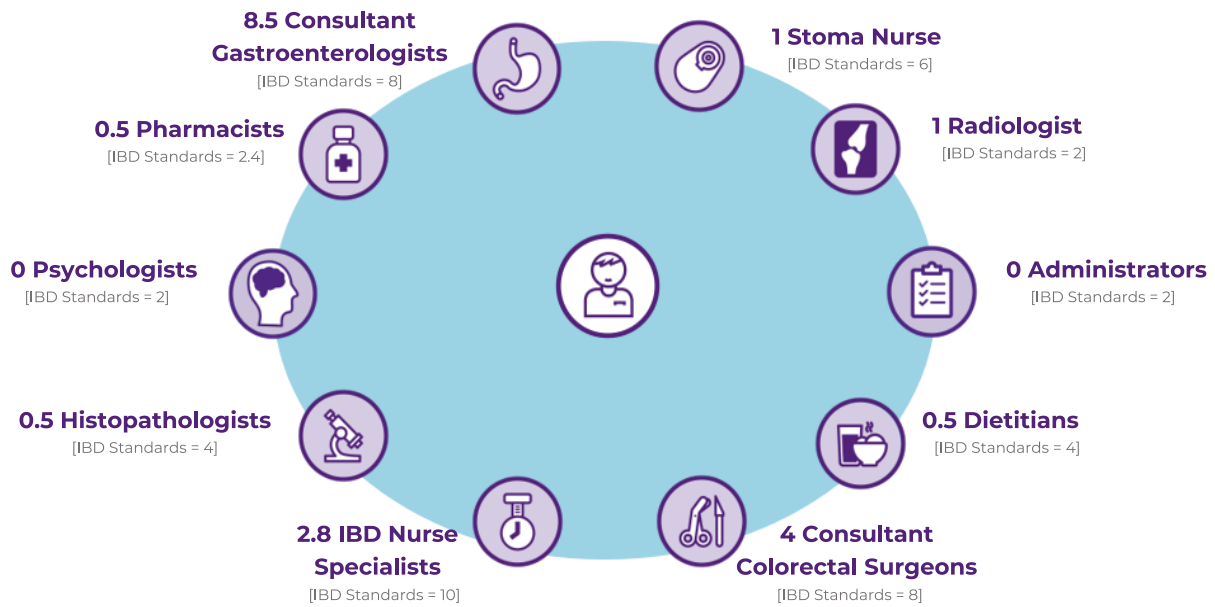 8.5 Consultant
Gastroenterologists
[IBD Standards = 8]
1 Stoma Nurse
[IBD Standards = 6]
0.5 Pharmacists
[IBD Standards = 2.4]
1 Radiologist
[IBD Standards = 2]
0 Psychologists
[IBD Standards = 2]
0 Administrators
[IBD Standards = 2]
0.5 Histopathologists
[IBD Standards = 4]
0.5 Dietitians
[IBD Standards = 4]
2.8 IBD Nurse
Specialists
[IBD Standards = 10]
4 Consultant
Colorectal Surgeons
[IBD Standards = 8]